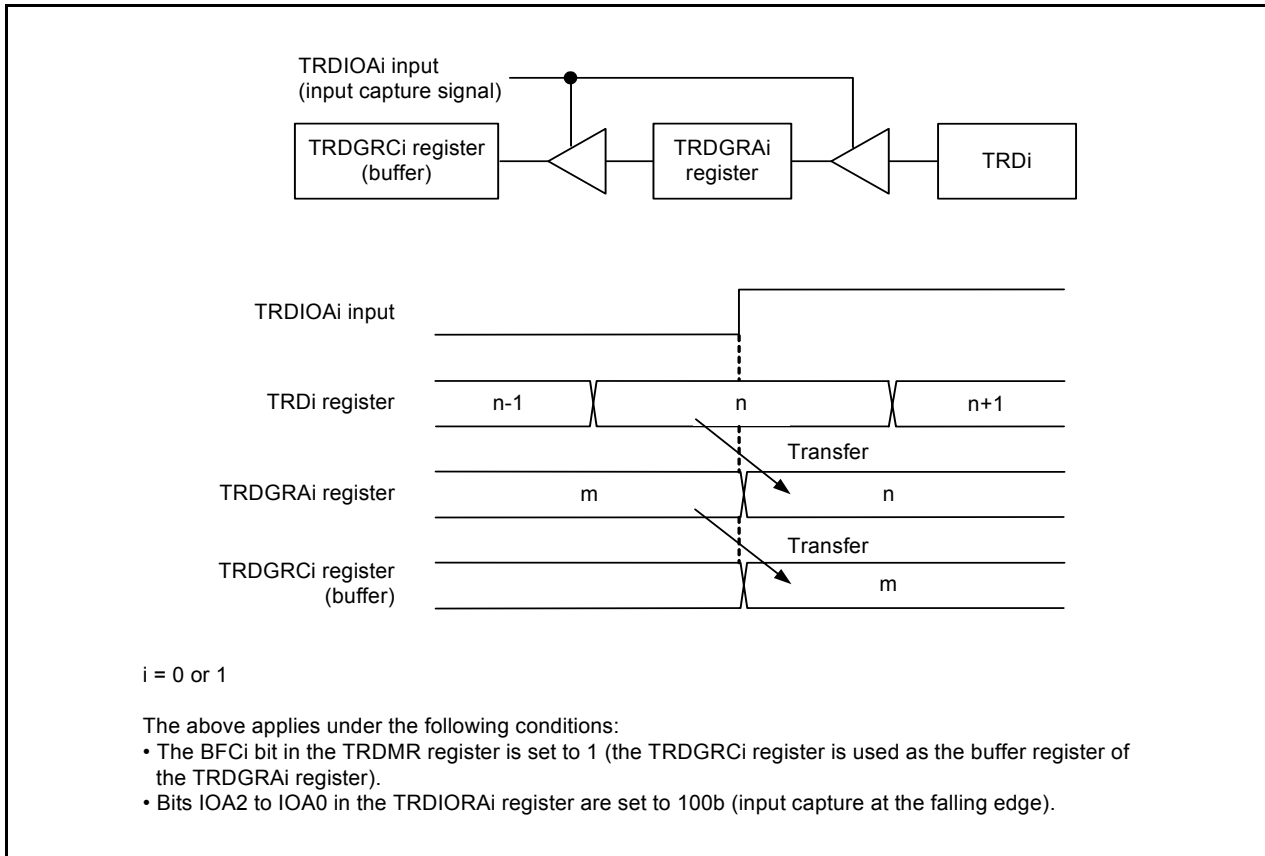 TRDIOAi input
(input capture signal)
TRDGRCi register
(buffer)
TRDGRAi
register
TRDi
TRDIOAi input
TRDi register
n-1
n
n+1
Transfer
TRDGRAi register
m
n
Transfer
TRDGRCi register
(buffer)
m
i = 0 or 1
The above applies under the following conditions:
• The BFCi bit in the TRDMR register is set to 1 (the TRDGRCi register is used as the buffer register of
the TRDGRAi register).
• Bits IOA2 to IOA0 in the TRDIORAi register are set to 100b (input capture at the falling edge).